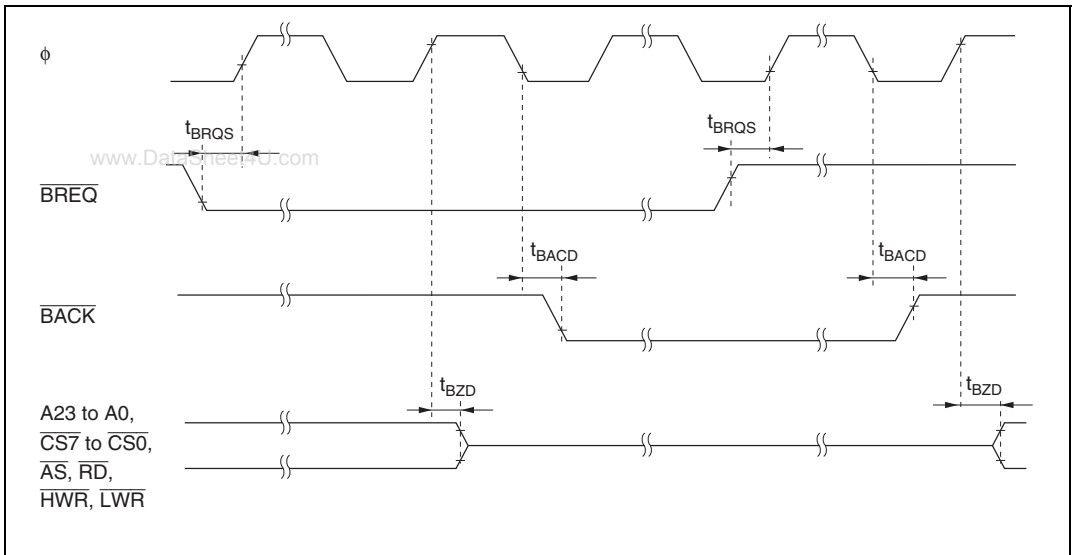 ϕ
tBRQS
tBRQS
www.DataSheet4U.com
BREQ
tBACD
tBACD
BACK
tBZD
tBZD
A23 to A0,
CS7 to CS0,
AS, RD,
HWR, LWR